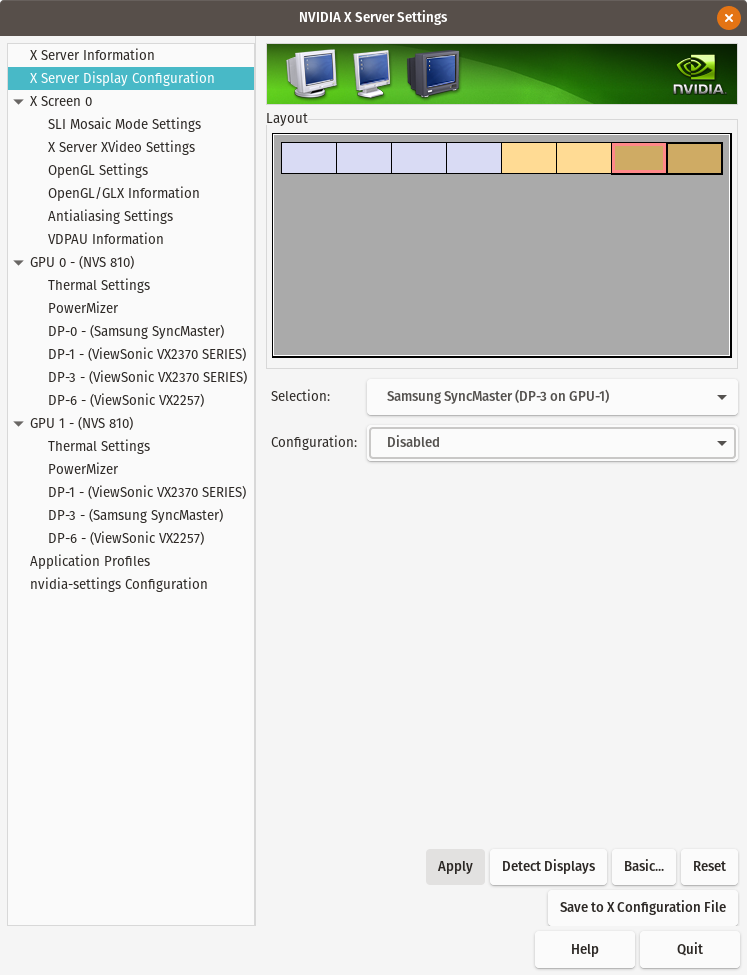 NVIDIA X Server Settings
X Server Information
X Server Display Configuration
X Screen 0
SLI Mosaic Mode Settings
X Server XVideo Settings
OpenGL Settings
OpenGL/GLX Information
Antialiasing Settings
VDPAU Information
GPU 0 - (NVS 810)
Thermal Settings
PowerMizer
DP-0 - (Samsung SyncMaster)
DP-1 - (ViewSonic VX2370 SERIES)
DP-3 - (ViewSonic VX2370 SERIES)
DP-6 - (ViewSonic VX2257)
GPU 1 - (NVS 810)
Thermal Settings
PowerMizer
DP-1 - (ViewSonic VX2370 SERIES)
DP-3 - (Samsung SyncMaster)
DP-6 - (ViewSonic VX2257)
Application Profiles
nvidia-settings Configuration
NVIDIA
Layout
Selection: Samsung SyncMaster (DP-3 on GPU-1)
Configuration: Disabled
Apply Detect Displays Basic... Reset
Save to X Configuration File
Help Quit